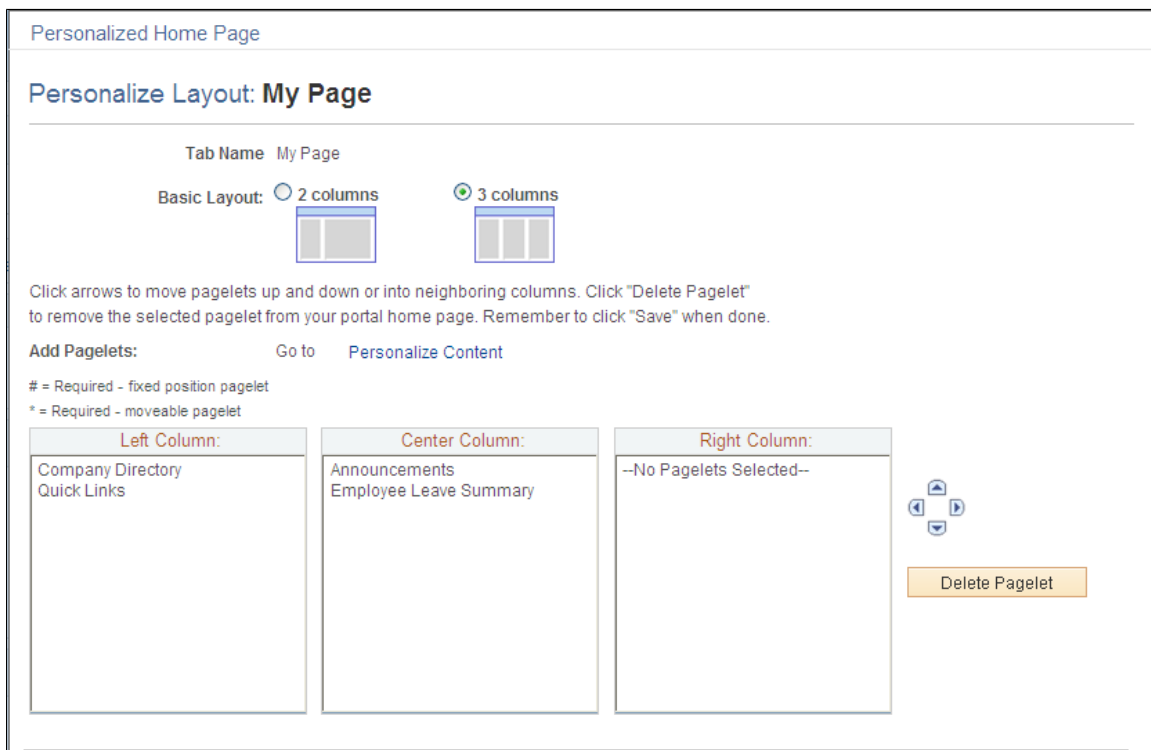 Personalized Home Page
Personalize Layout: My Page
Tab Name My Page
Basic Layout: 2 columns 3 columns
Click arrows to move pagelets up and down or into neighboring columns. Click "Delete Pagelet"
to remove the selected pagelet from your portal home page. Remember to click "Save" when done.
Add Pagelets: Go to Personalize Content
# = Required - fixed position pagelet
* = Required - moveable pagelet
Left Column: Center Column: Right Column:
Company Directory Announcements --No Pagelets Selected--
Quick Links Employee Leave Summary
Delete Pagelet